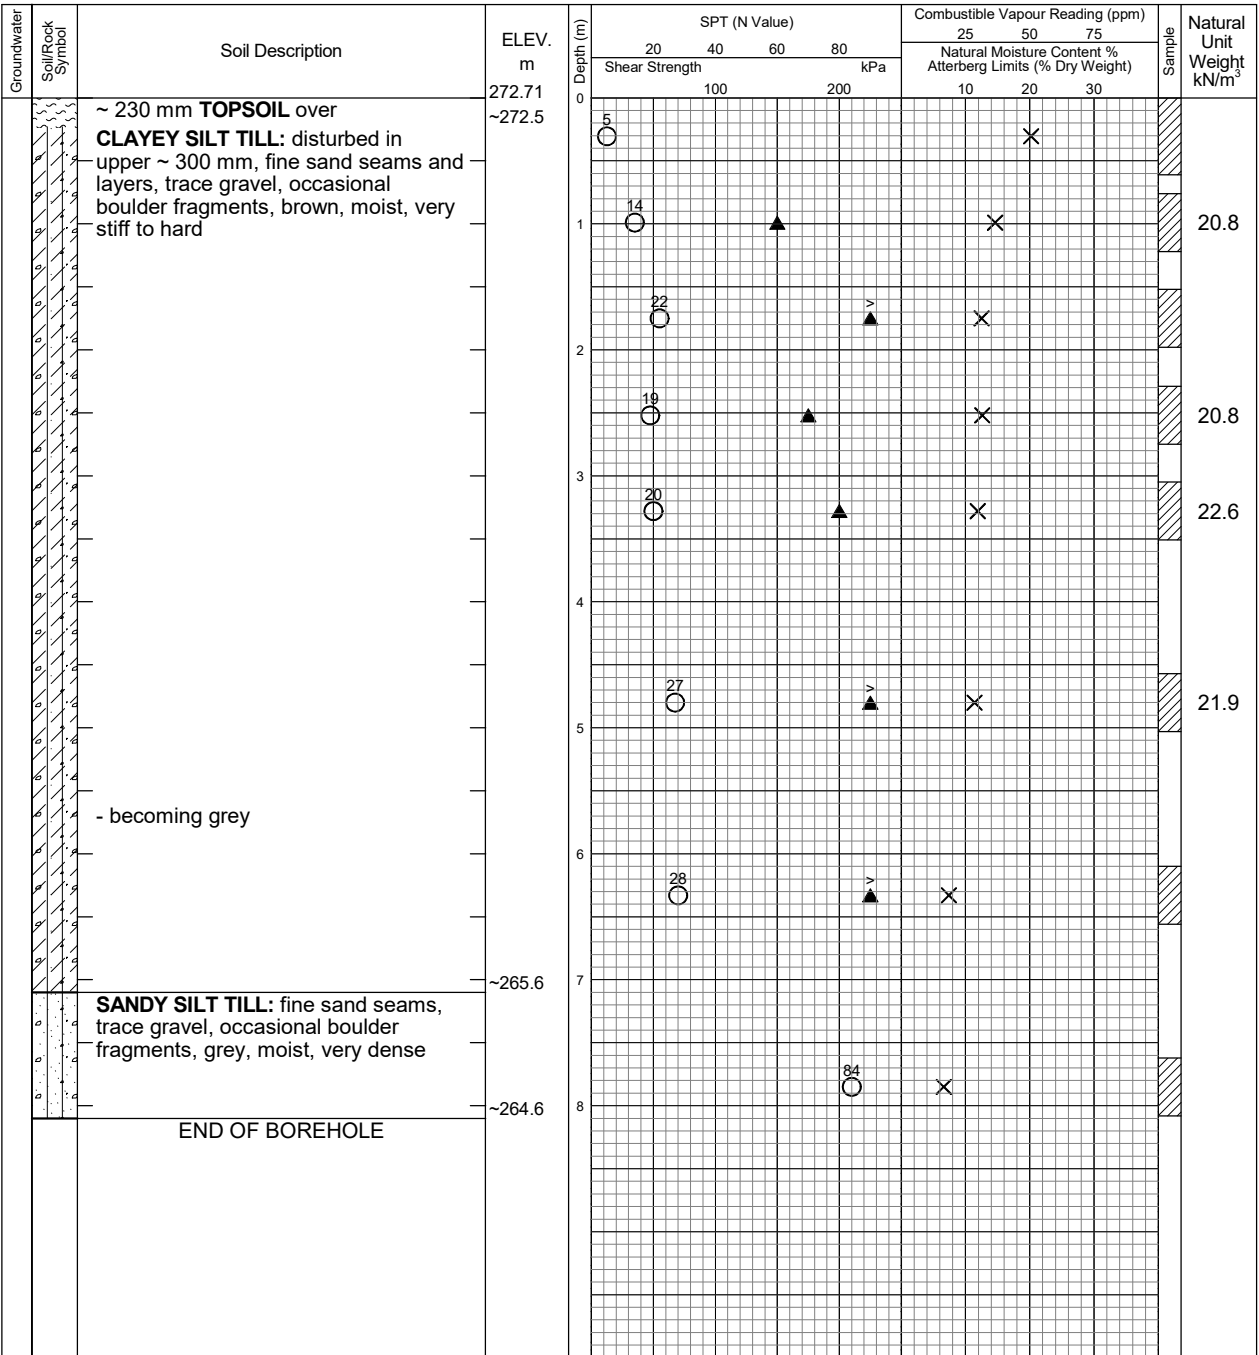 Groundwater
Soil/Rock
Symbol
Soil Description
ELEV.
m
272.71
Depth (m)
SPT (N Value)
20 40 60 80
Shear Strength kPa
100 200
Combustible Vapour Reading (ppm)
25 50 75
Natural Moisture Content %
Atterberg Limits (% Dry Weight)
10 20 30
Sample
Natural
Unit
Weight
kN/m³
0
~ 230 mm TOPSOIL over
~272.5
CLAYEY SILT TILL: disturbed in
upper ~ 300 mm, fine sand seams and
layers, trace gravel, occasional
boulder fragments, brown, moist, very
stiff to hard
5
14
1
20.8
22 >
2
19
20.8
3
20
22.6
4
27 >
21.9
5
- becoming grey
6
28 >
7
~265.6
SANDY SILT TILL: fine sand seams,
trace gravel, occasional boulder
fragments, grey, moist, very dense
84
8
~264.6
END OF BOREHOLE